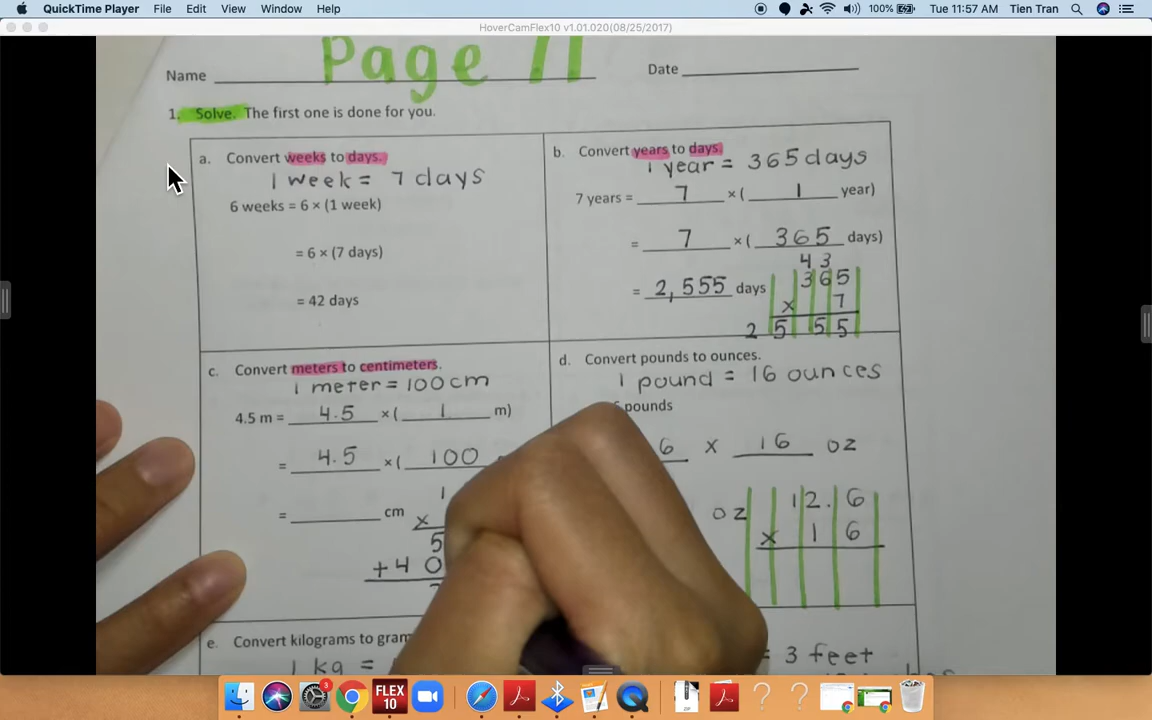 QuickTime Player File Edit View Window Help 100% Tue 11:57 AM Tien Tran
HoverCamFlex10 v1.01.020(08/25/2017)
Page 11
Name Date
1. Solve. The first one is done for you.
a. Convert weeks to days.
1 week = 7 days
6 weeks = 6 × (1 week)
= 6 × (7 days)
= 42 days
b. Convert years to days.
1 year = 365 days
7 years = 7 ×( 1 year)
= 7 ×( 365 days)
= 2,555 days
43
365
x 7
2 5 5 5
c. Convert meters to centimeters.
1 meter = 100 cm
4.5 m = 4.5 ×( 1 m)
= 4.5 ×( 100
= cm
1
x
5
+ 4 0
d. Convert pounds to ounces.
1 pound = 16 ounces
pounds
6 x 16 oz
oz
12.6
x 16
e. Convert kilograms to gram
1 kg =
= 3 feet
FLEX
10
3
ZIP